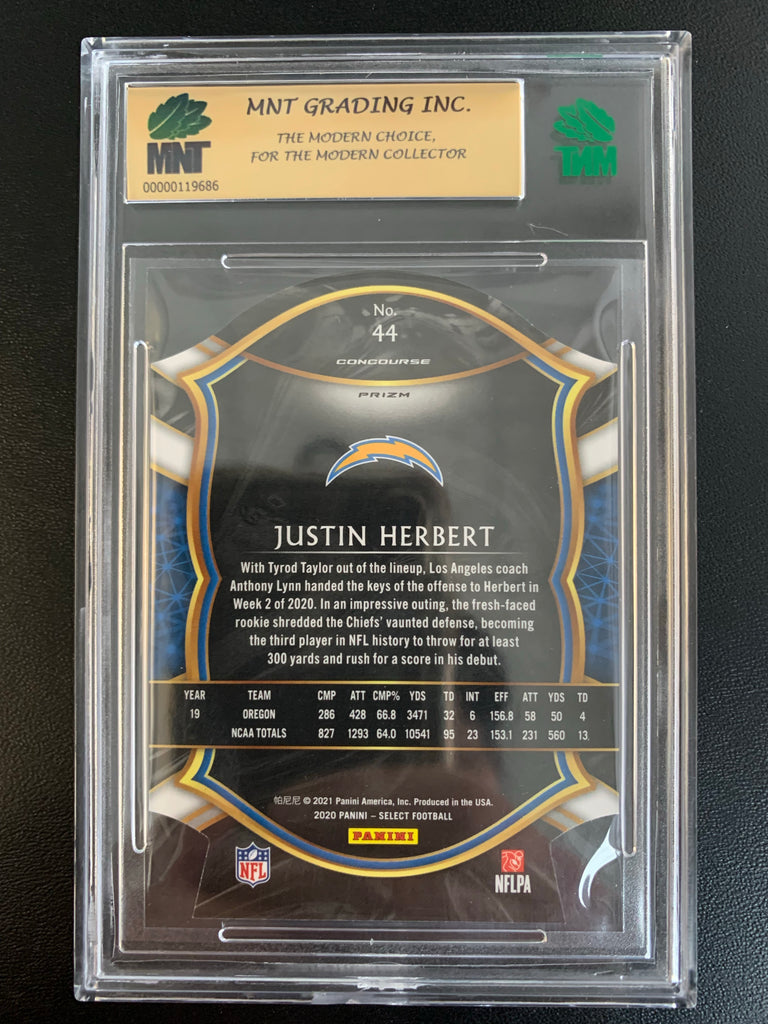 MNT GRADING INC.
THE MODERN CHOICE,
FOR THE MODERN COLLECTOR
MNT
00000119686
MNT
No.
44
CONCOURSE
PRIZM
JUSTIN HERBERT
With Tyrod Taylor out of the lineup, Los Angeles coach
Anthony Lynn handed the keys of the offense to Herbert in
Week 2 of 2020. In an impressive outing, the fresh-faced
rookie shredded the Chiefs' vaunted defense, becoming
the third player in NFL history to throw for at least
300 yards and rush for a score in his debut.
YEAR TEAM CMP ATT CMP% YDS TD INT EFF ATT YDS TD
19 OREGON 286 428 66.8 3471 32 6 156.8 58 50 4
NCAA TOTALS 827 1293 64.0 10541 95 23 153.1 231 560 13
帕尼尼 © 2021 Panini America, Inc. Produced in the USA.
2020 PANINI – SELECT FOOTBALL
PANINI
NFL
NFLPA